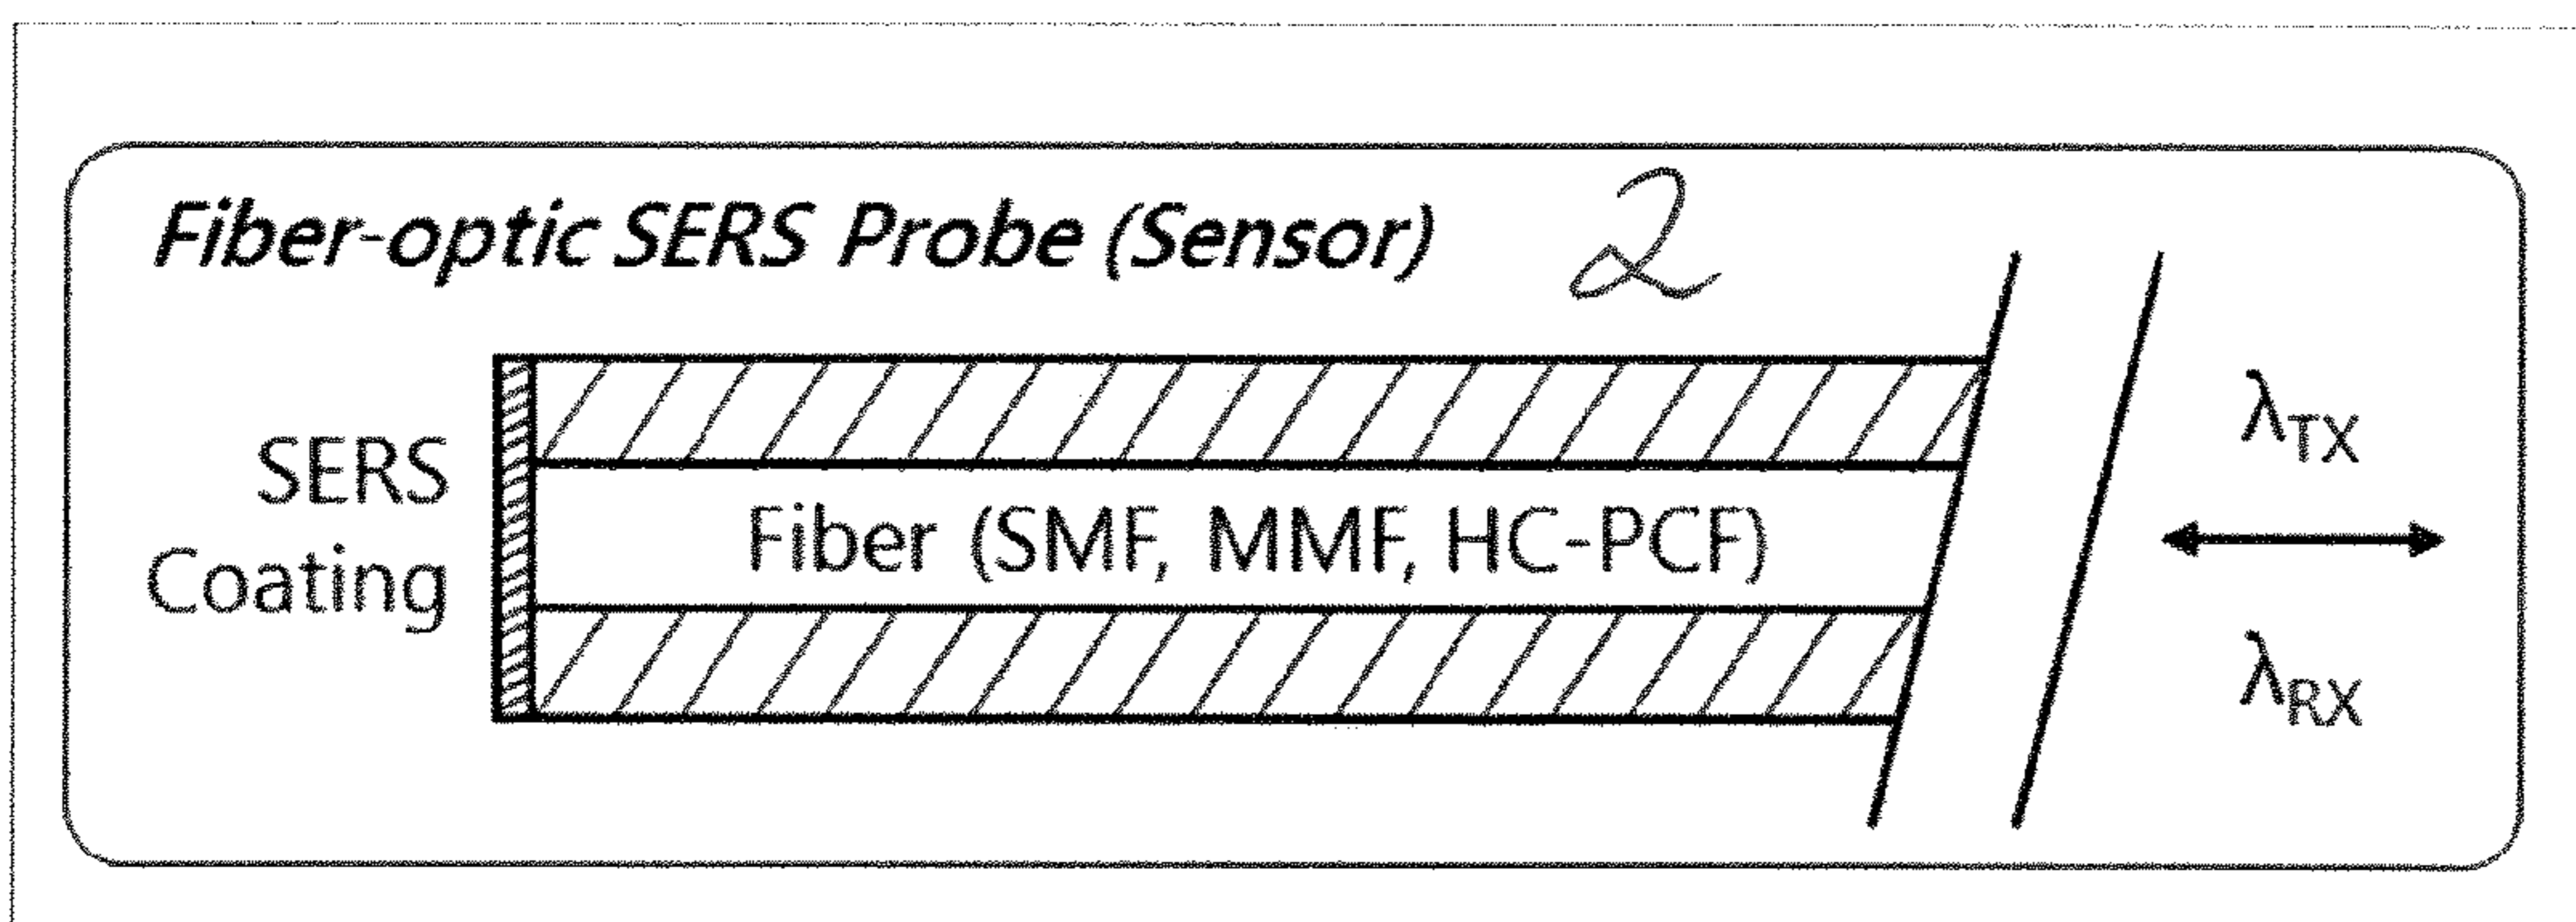 Fiber-optic SERS Probe (Sensor) 2
SERS
Coating
Fiber (SMF, MMF, HC-PCF)
λTX
λRX